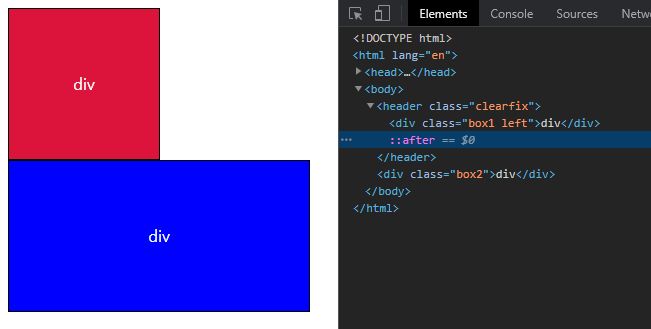 div
div
Elements Console Sources Netw
<!DOCTYPE html>
<html lang="en">
<head>…</head>
<body>
<header class="clearfix">
<div class="box1 left">div</div>
… ::after == $0
</header>
<div class="box2">div</div>
</body>
</html>